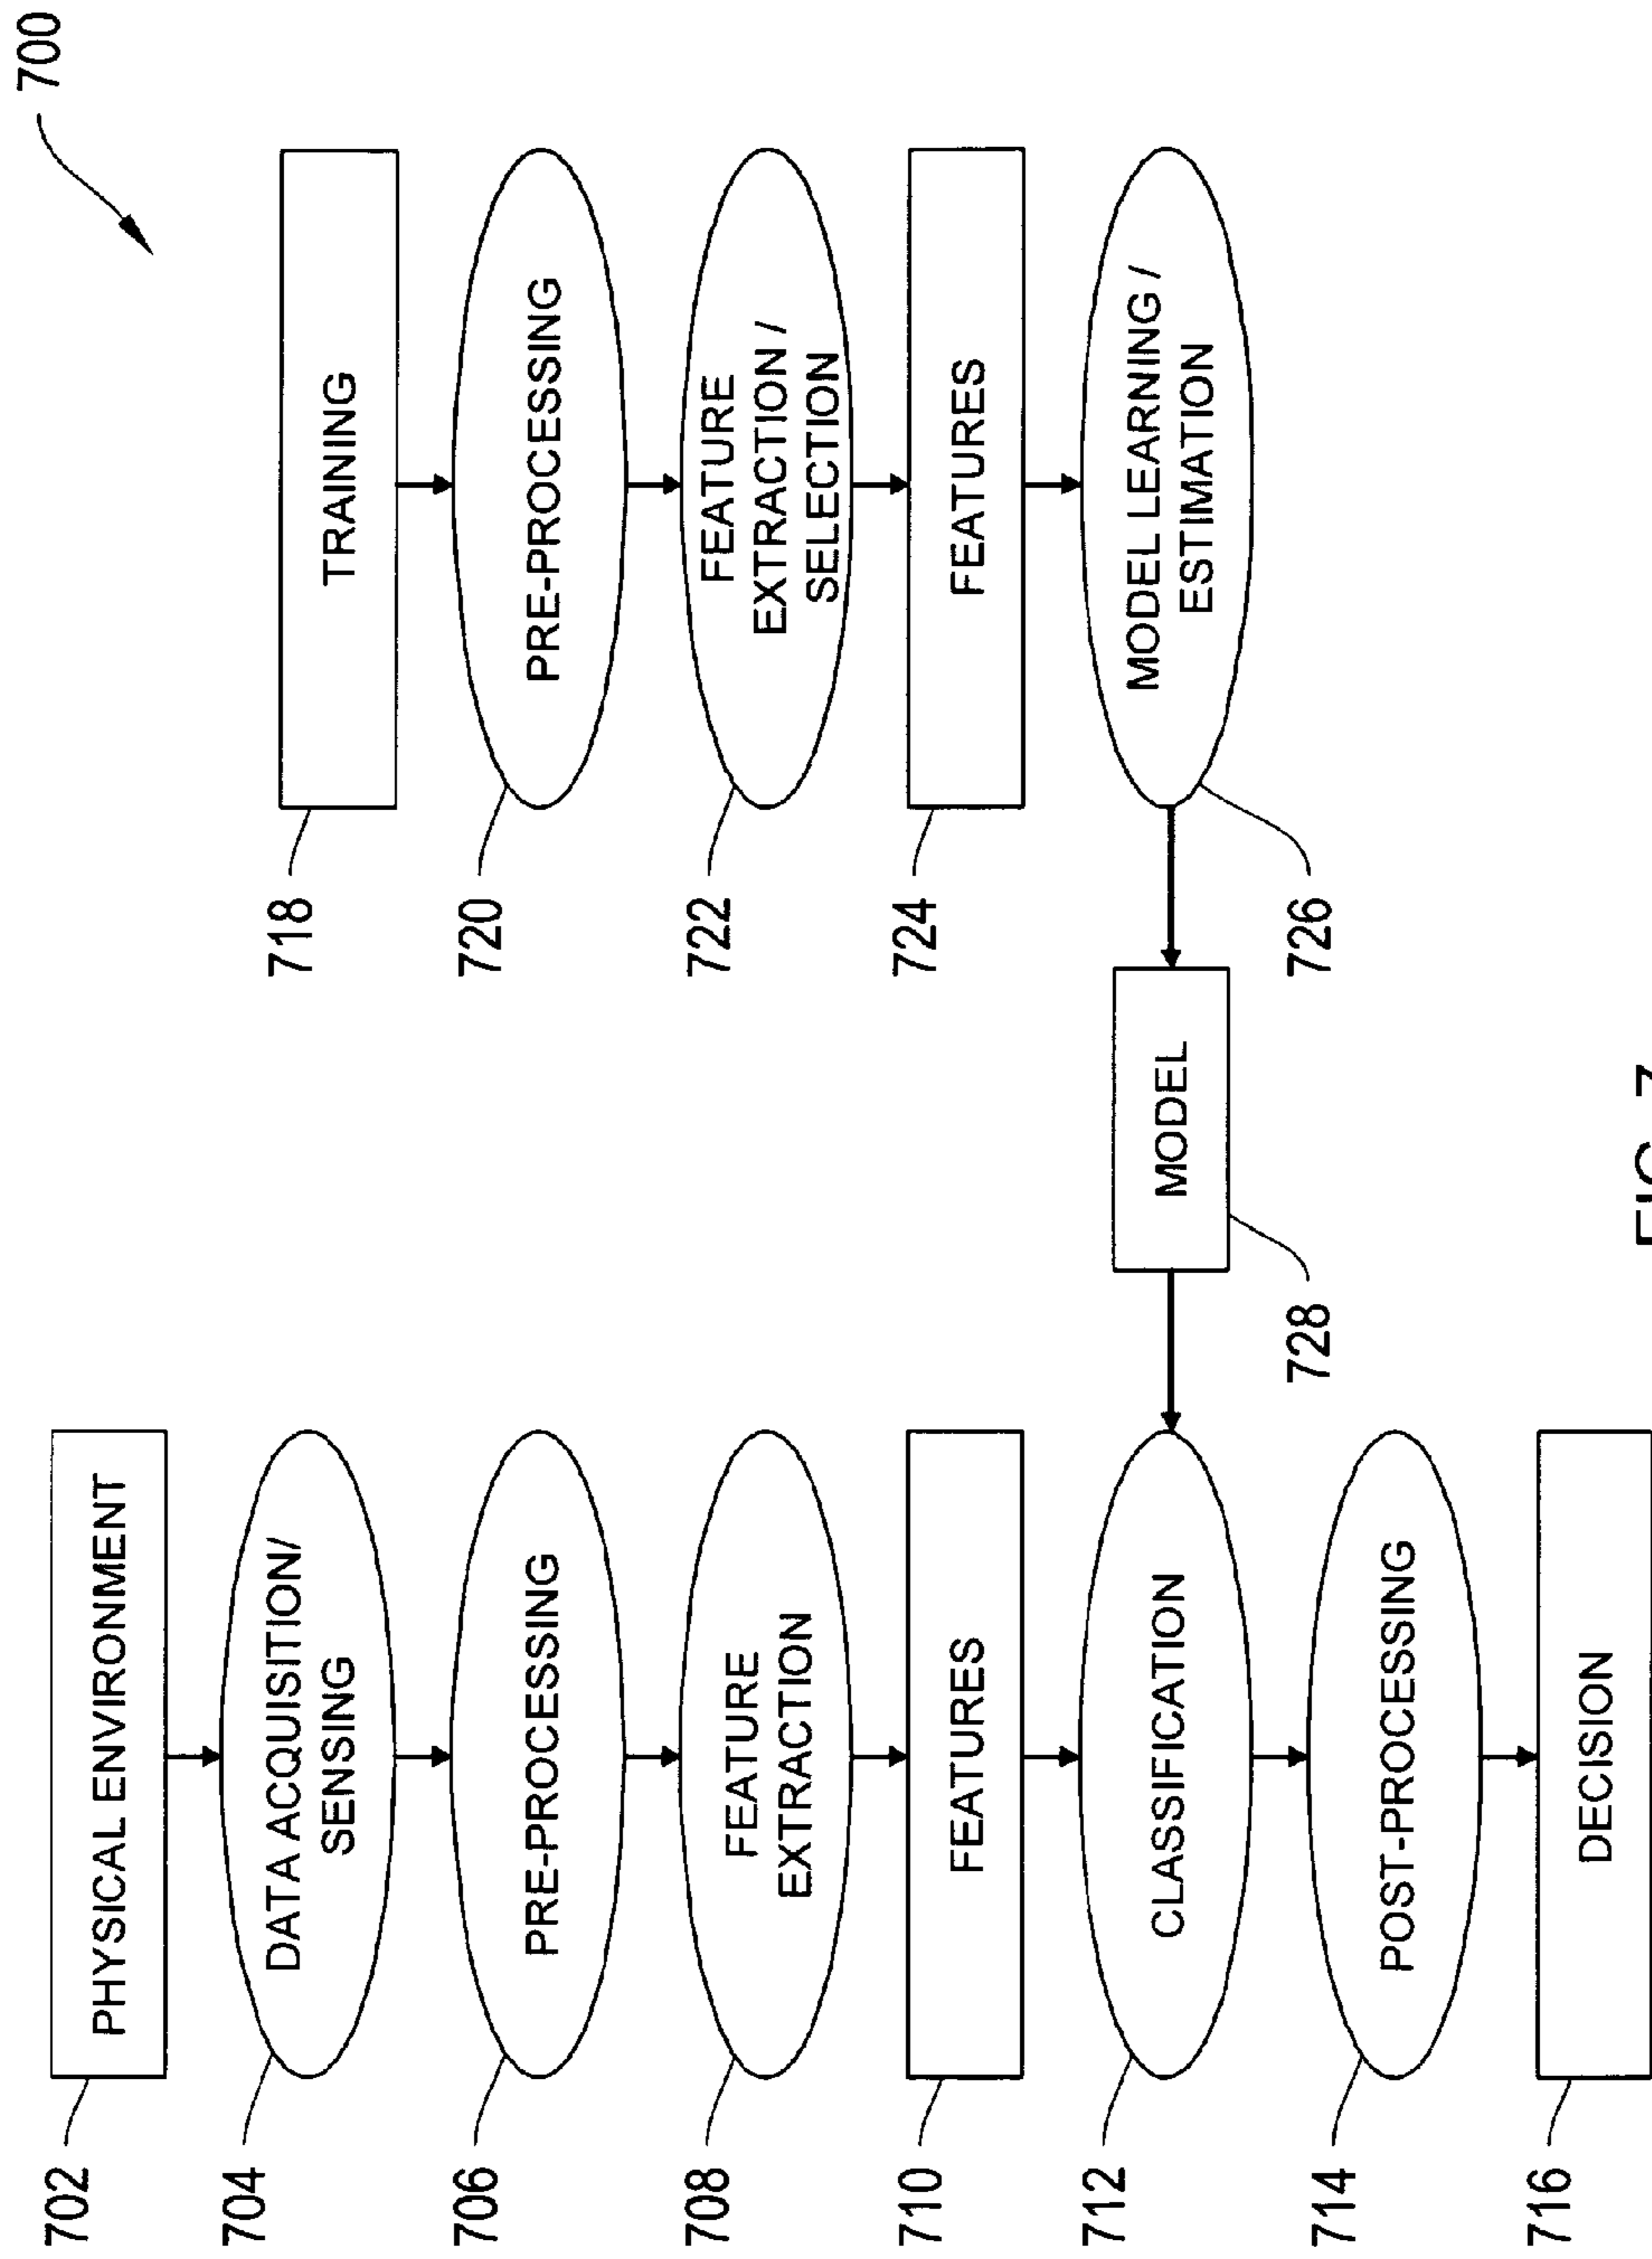 700
702
PHYSICAL ENVIRONMENT
704
DATA ACQUISITION/
SENSING
706
PRE-PROCESSING
708
FEATURE
EXTRACTION
710
FEATURES
712
CLASSIFICATION
714
POST-PROCESSING
716
DECISION
718
TRAINING
720
PRE-PROCESSING
722
FEATURE
EXTRACTION /
SELECTION
724
FEATURES
726
MODEL LEARNING /
ESTIMATION
MODEL
728
FIG. 7